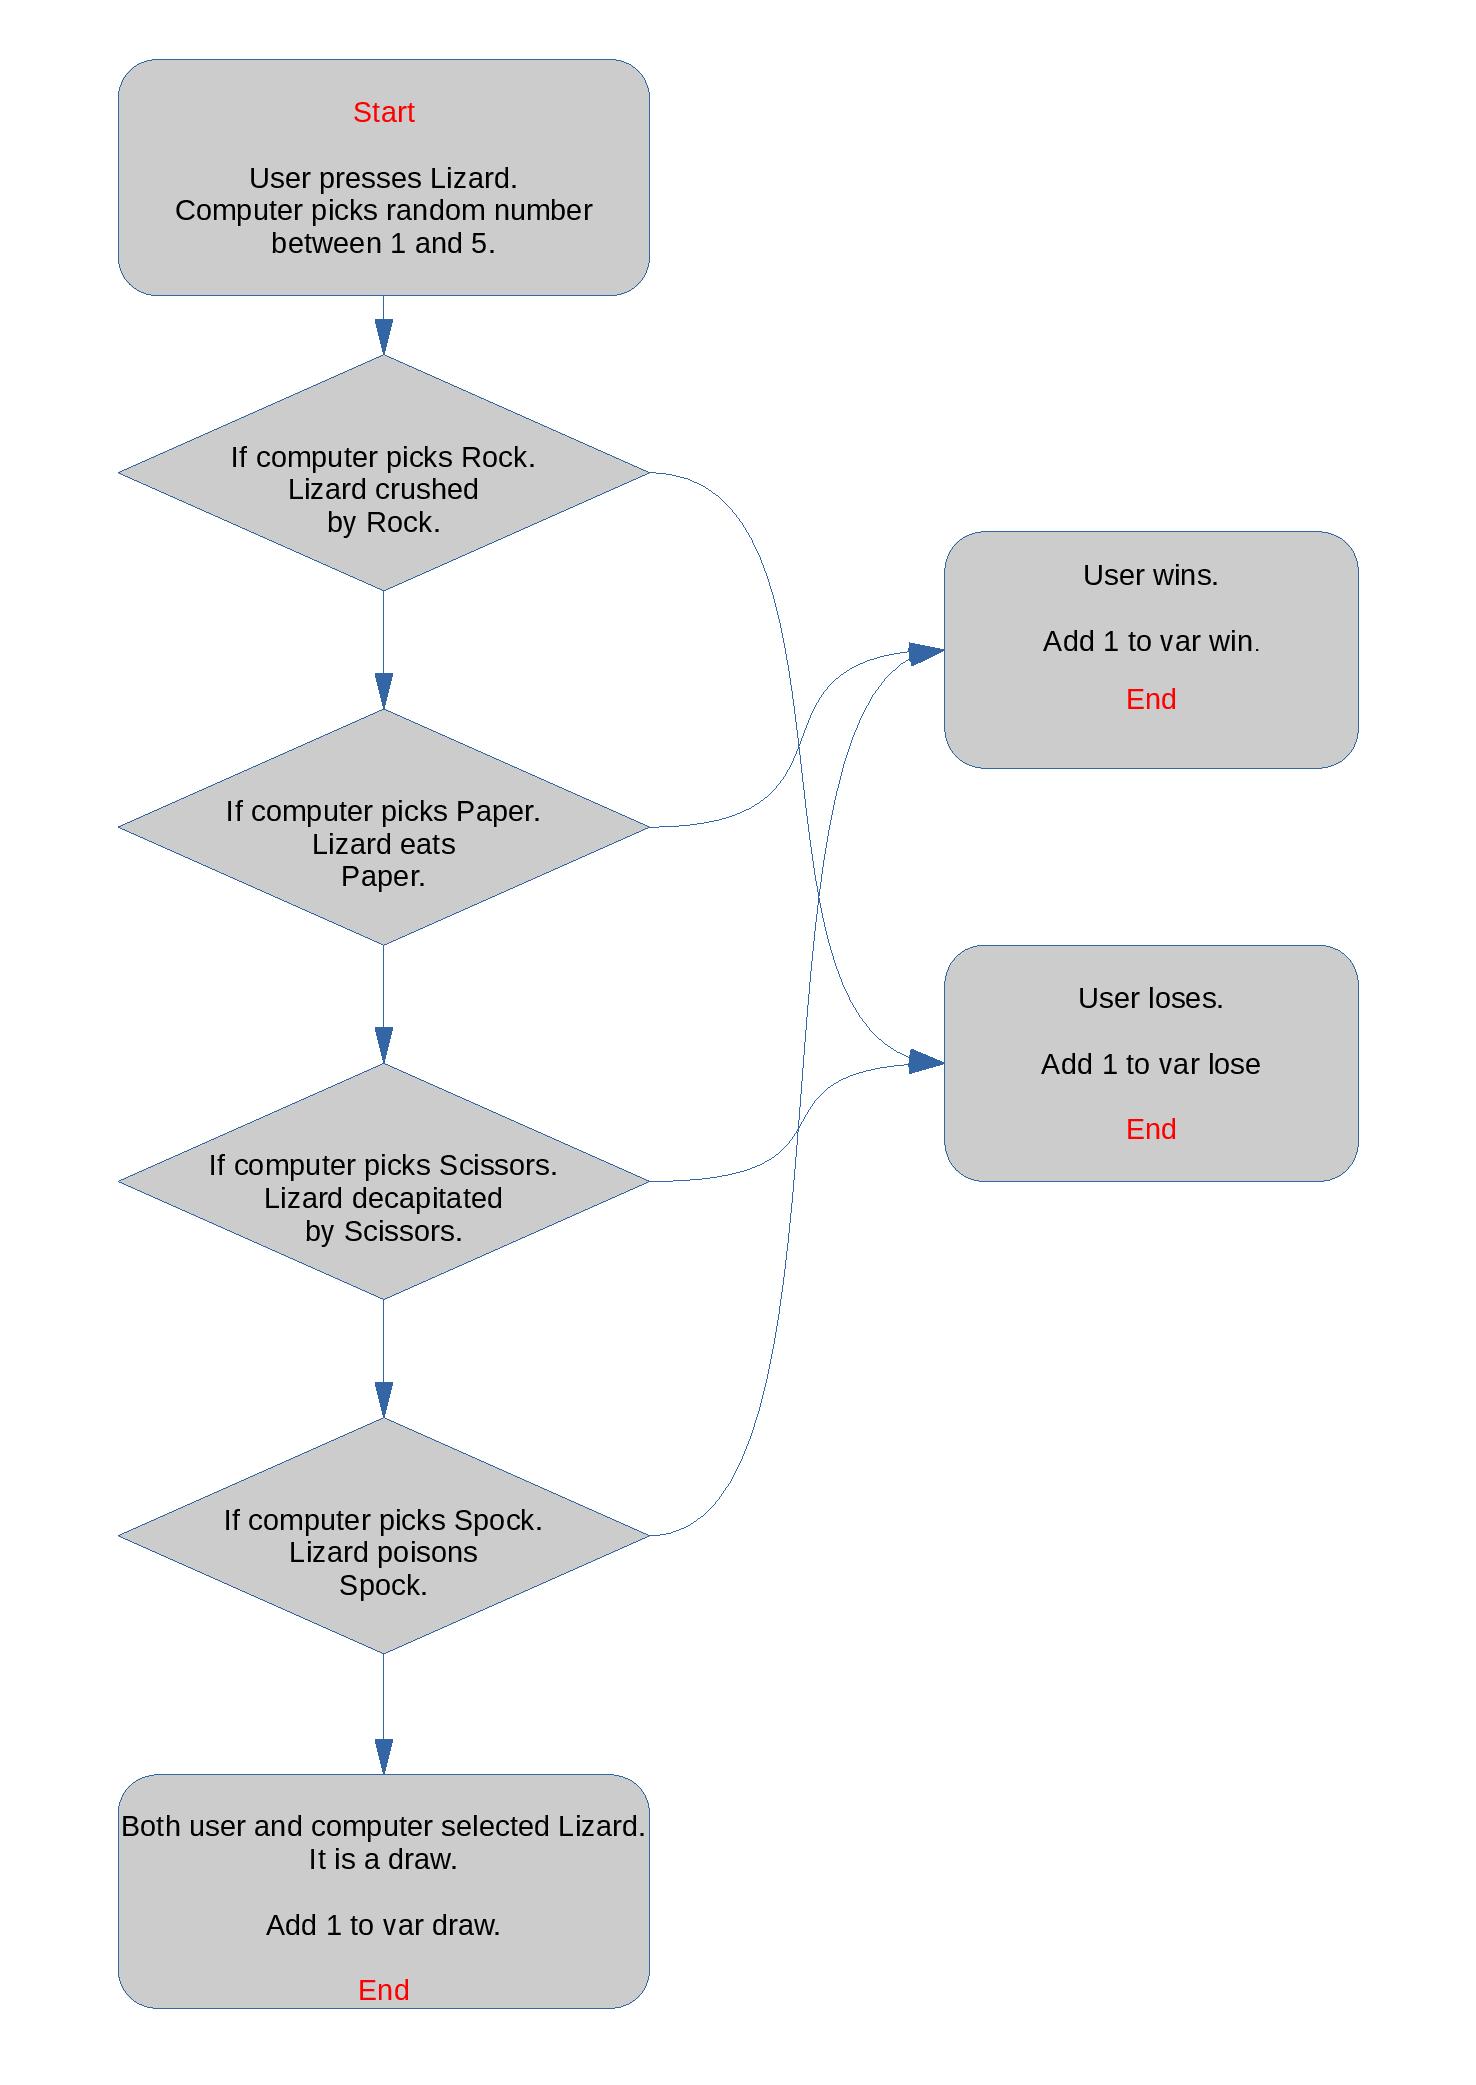 Start
User presses Lizard.
Computer picks random number
between 1 and 5.
If computer picks Rock.
Lizard crushed
by Rock.
If computer picks Paper.
Lizard eats
Paper.
If computer picks Scissors.
Lizard decapitated
by Scissors.
If computer picks Spock.
Lizard poisons
Spock.
Both user and computer selected Lizard.
It is a draw.
Add 1 to var draw.
End
User wins.
Add 1 to var win.
End
User loses.
Add 1 to var lose
End